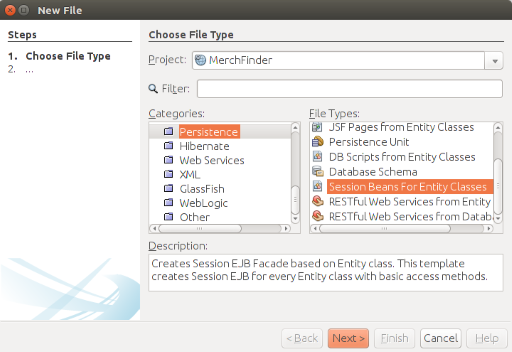 New File
Steps
1. Choose File Type
2. ...
Choose File Type
Project: MerchFinder
Filter:
Categories:
Persistence
Hibernate
Web Services
XML
GlassFish
WebLogic
Other
File Types:
JSF Pages from Entity Classes
Persistence Unit
DB Scripts from Entity Classes
Database Schema
Session Beans For Entity Classes
RESTful Web Services from Entity
RESTful Web Services from Datab
Description:
Creates Session EJB Facade based on Entity class. This template
creates Session EJB for every Entity class with basic access methods.
< Back Next > Finish Cancel Help